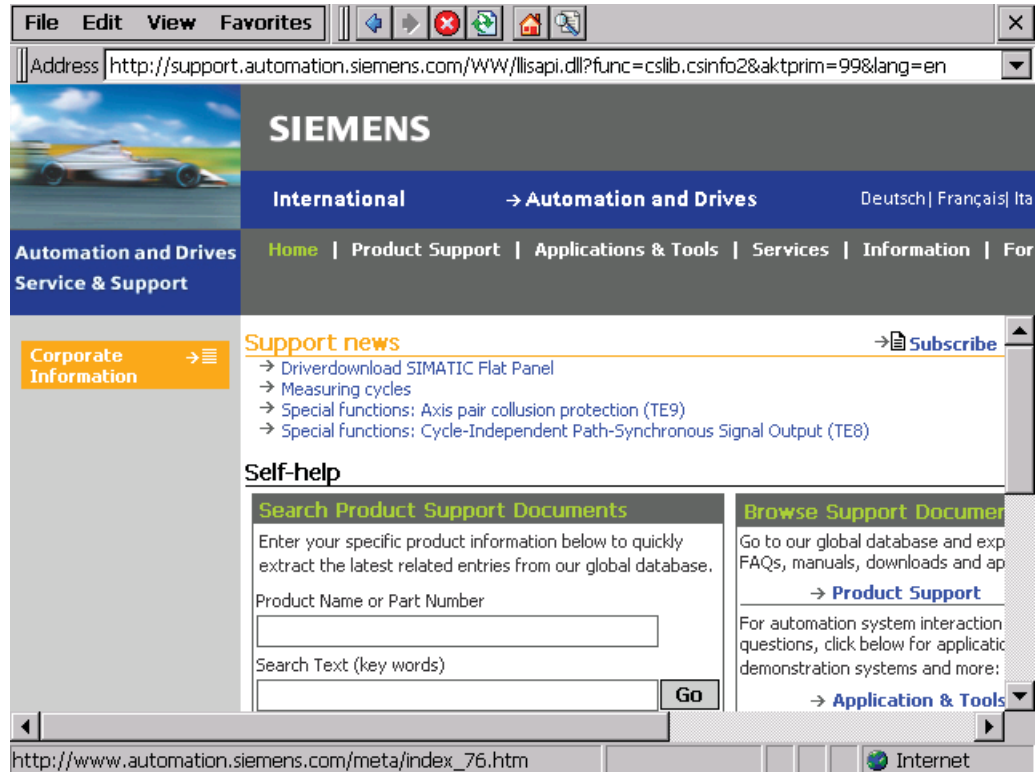 File Edit View Favorites
Address http://support.automation.siemens.com/WW/llisapi.dll?func=cslib.csinfo2&aktprim=99&lang=en
SIEMENS
International → Automation and Drives Deutsch| Français| Ita
Automation and Drives
Service & Support
Home | Product Support | Applications & Tools | Services | Information | For
Corporate
Information
Support news
→ Subscribe
→ Driverdownload SIMATIC Flat Panel
→ Measuring cycles
→ Special functions: Axis pair collusion protection (TE9)
→ Special functions: Cycle-Independent Path-Synchronous Signal Output (TE8)
Self-help
Search Product Support Documents
Enter your specific product information below to quickly
extract the latest related entries from our global database.
Product Name or Part Number
Search Text (key words)
Go
Browse Support Documen
Go to our global database and exp
FAQs, manuals, downloads and ap
→ Product Support
For automation system interaction
questions, click below for applicatic
demonstration systems and more:
→ Application & Tools
http://www.automation.siemens.com/meta/index_76.htm
Internet